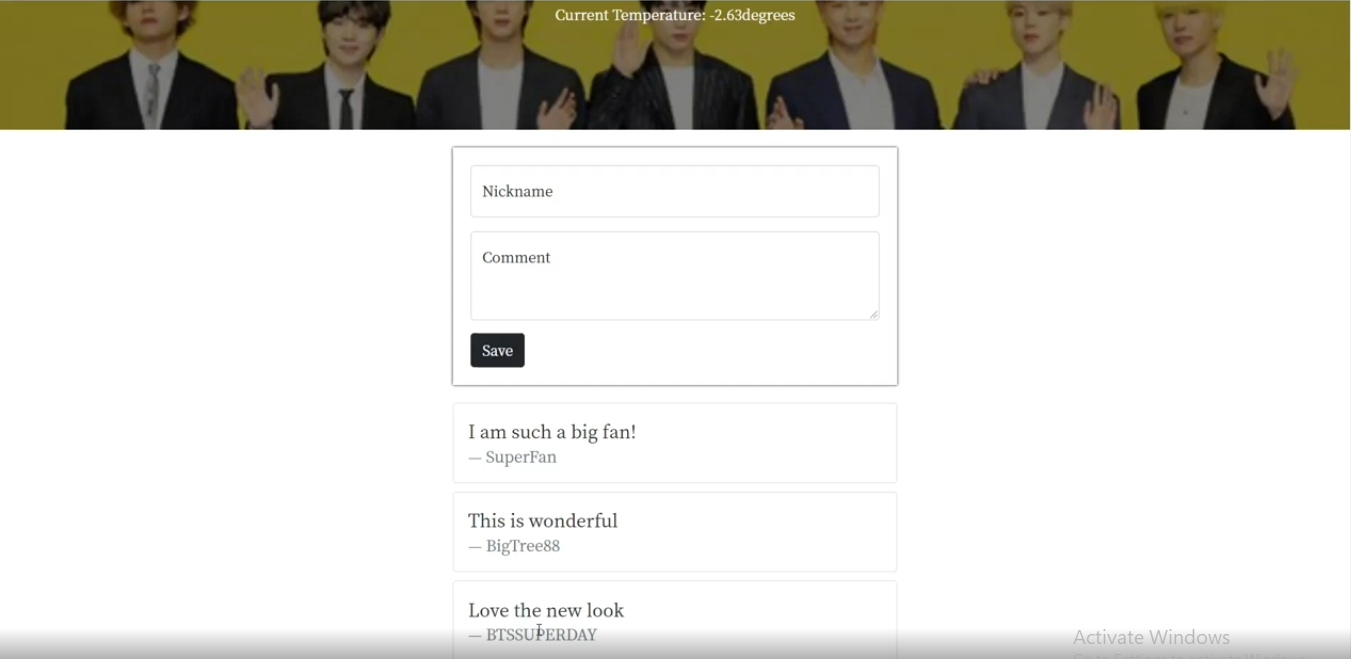 Current Temperature: -2.63degrees
Nickname
Comment
Save
I am such a big fan!
— SuperFan
This is wonderful
— BigTree88
Love the new look
— BTSSUPERDAY
Activate Windows